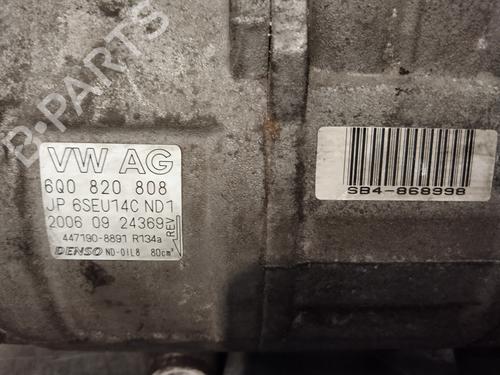 B-PARTS
VW AG
6Q0 820 808
JP 6SEU14C ND1
2006 09 24369
REV
447190-8891 R134a
DENSO ND-OIL8 80cm³
SB4-868998